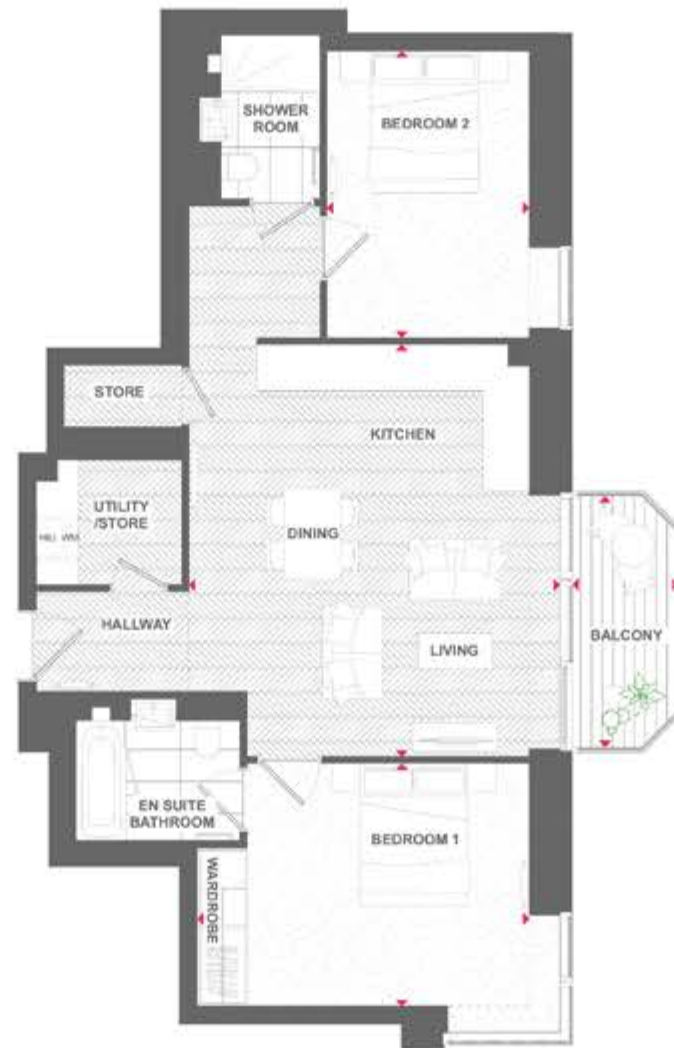 SHOWER
ROOM
BEDROOM 2
STORE
KITCHEN
UTILITY
/STORE
DINING
HALLWAY
LIVING
BALCONY
EN SUITE
BATHROOM
BEDROOM 1
WARDROBE